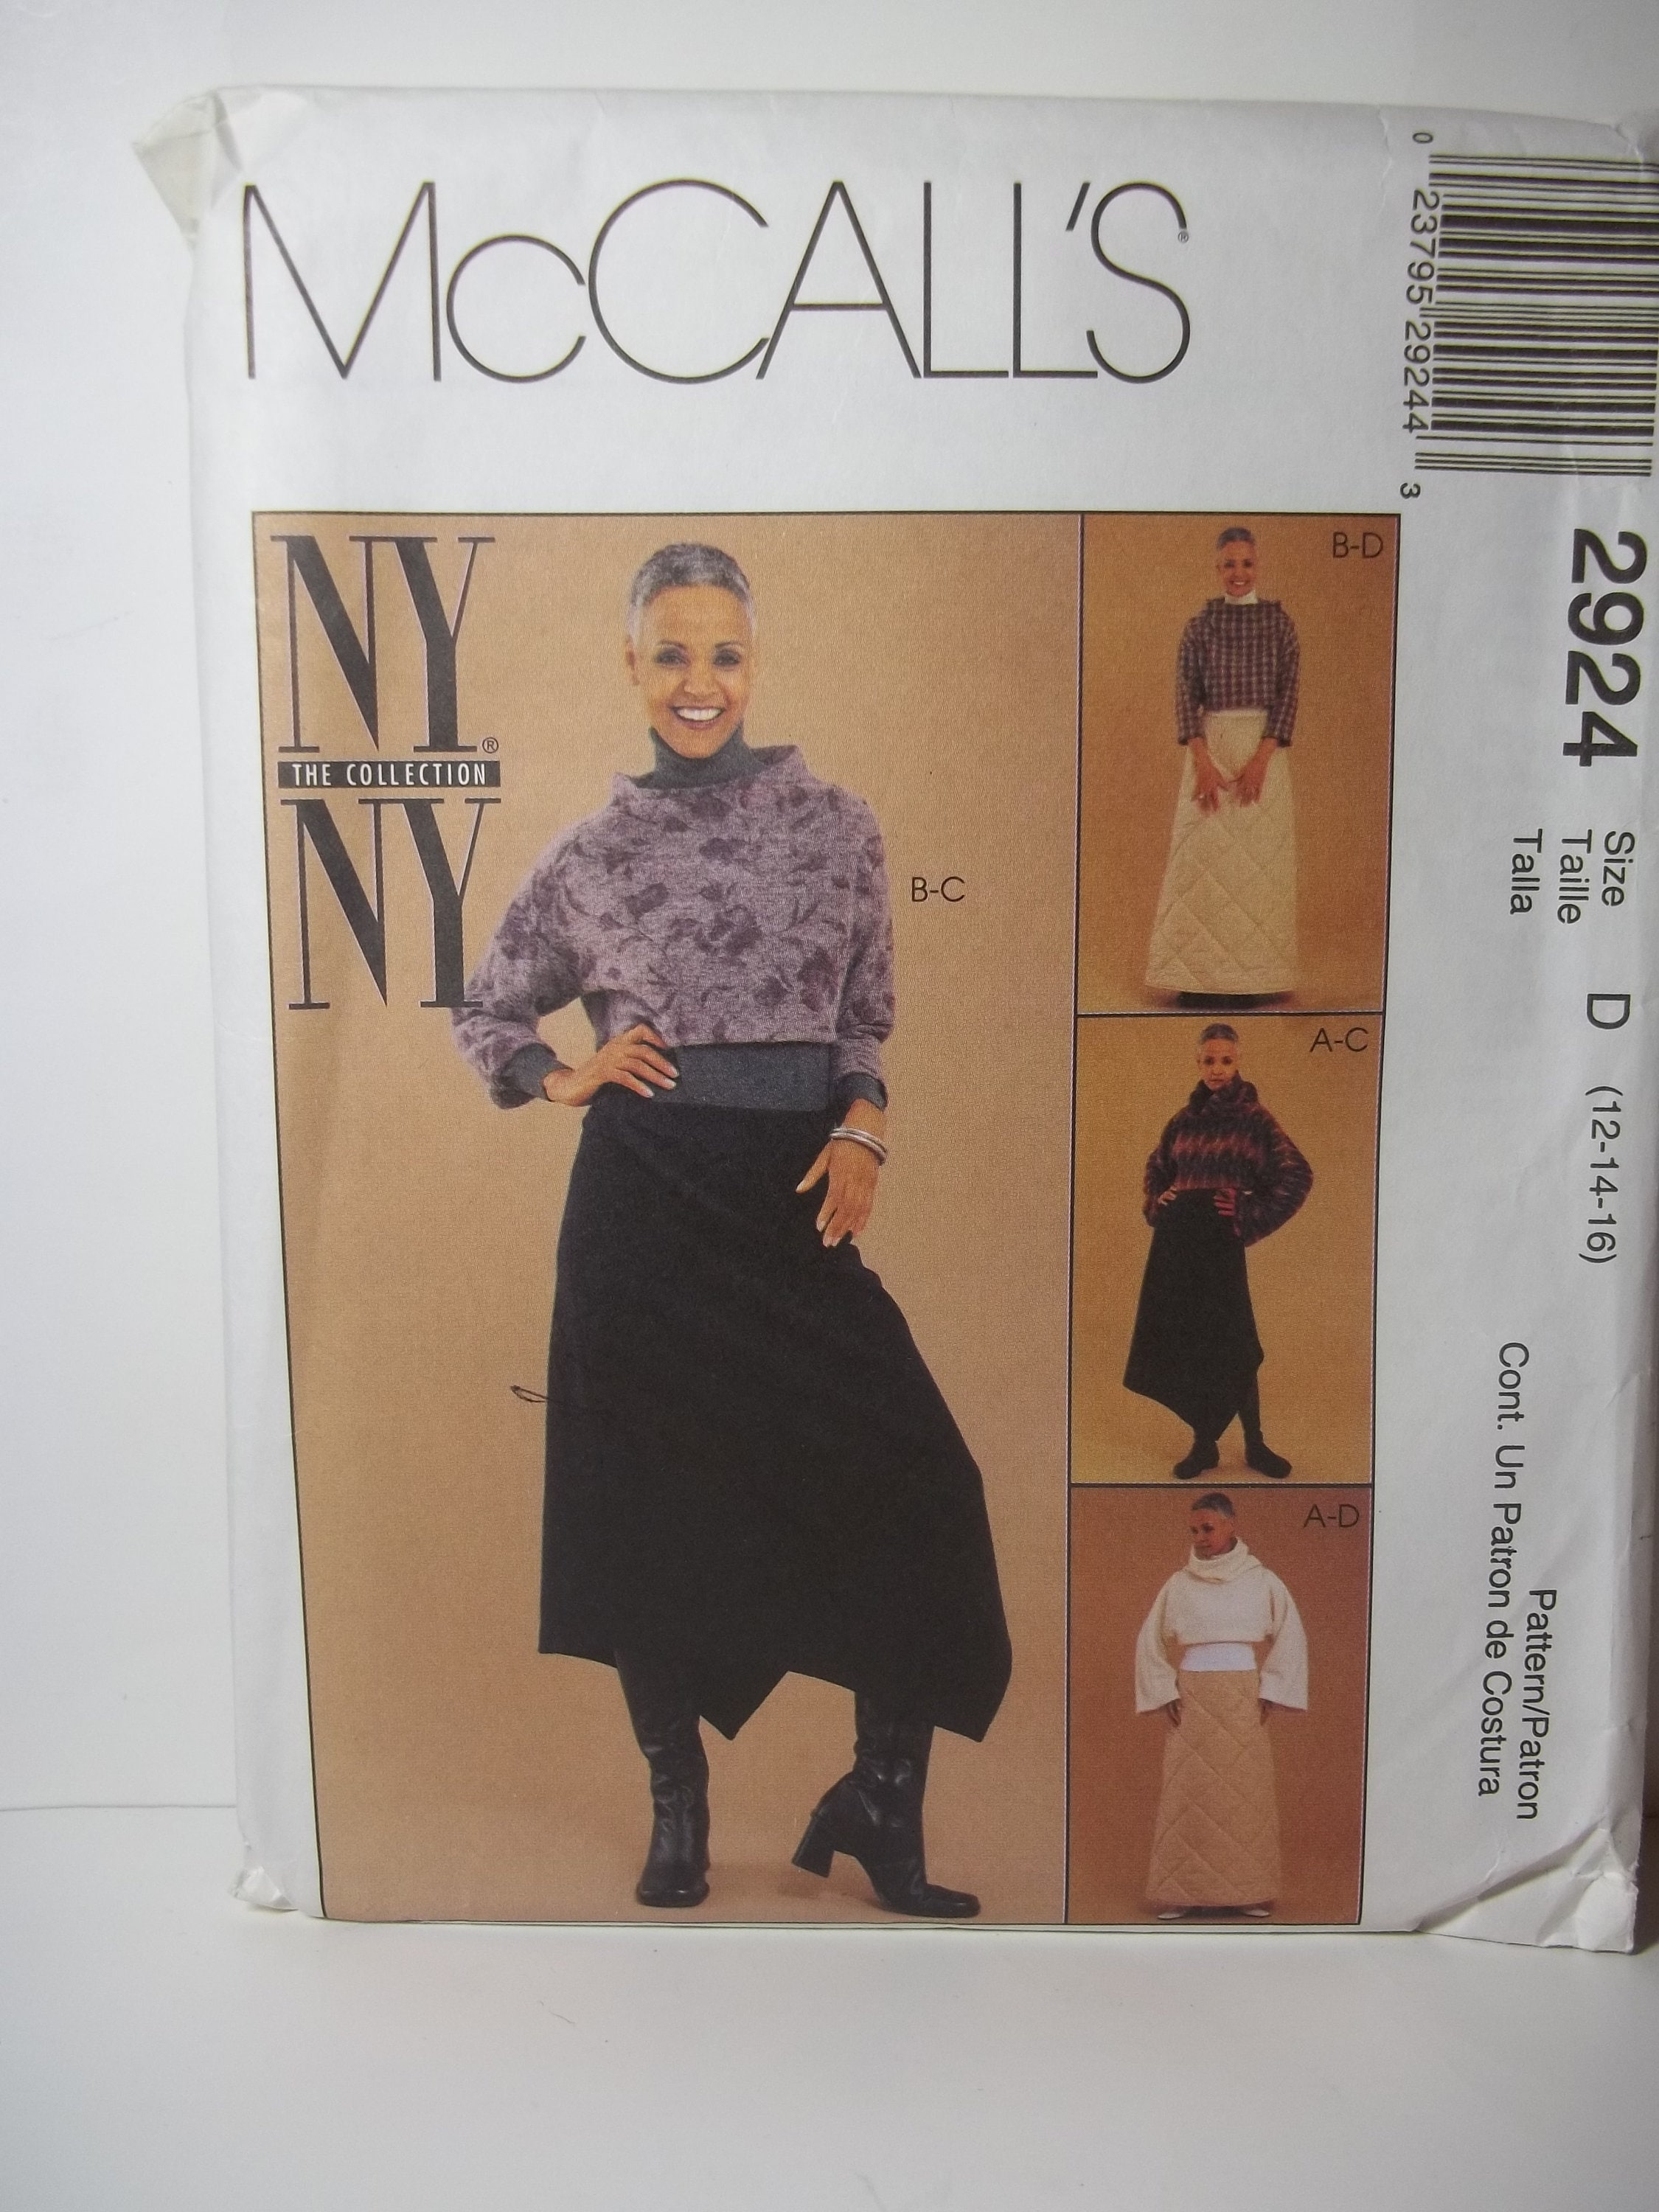 McCALL'S®
0 23795 29244 3
2924
Size D (12-14-16)
Taille
Talla
Pattern/Patron
Cont. Un Patron de Costura
NY®
THE COLLECTION
NY
B-C
B-D
A-C
A-D